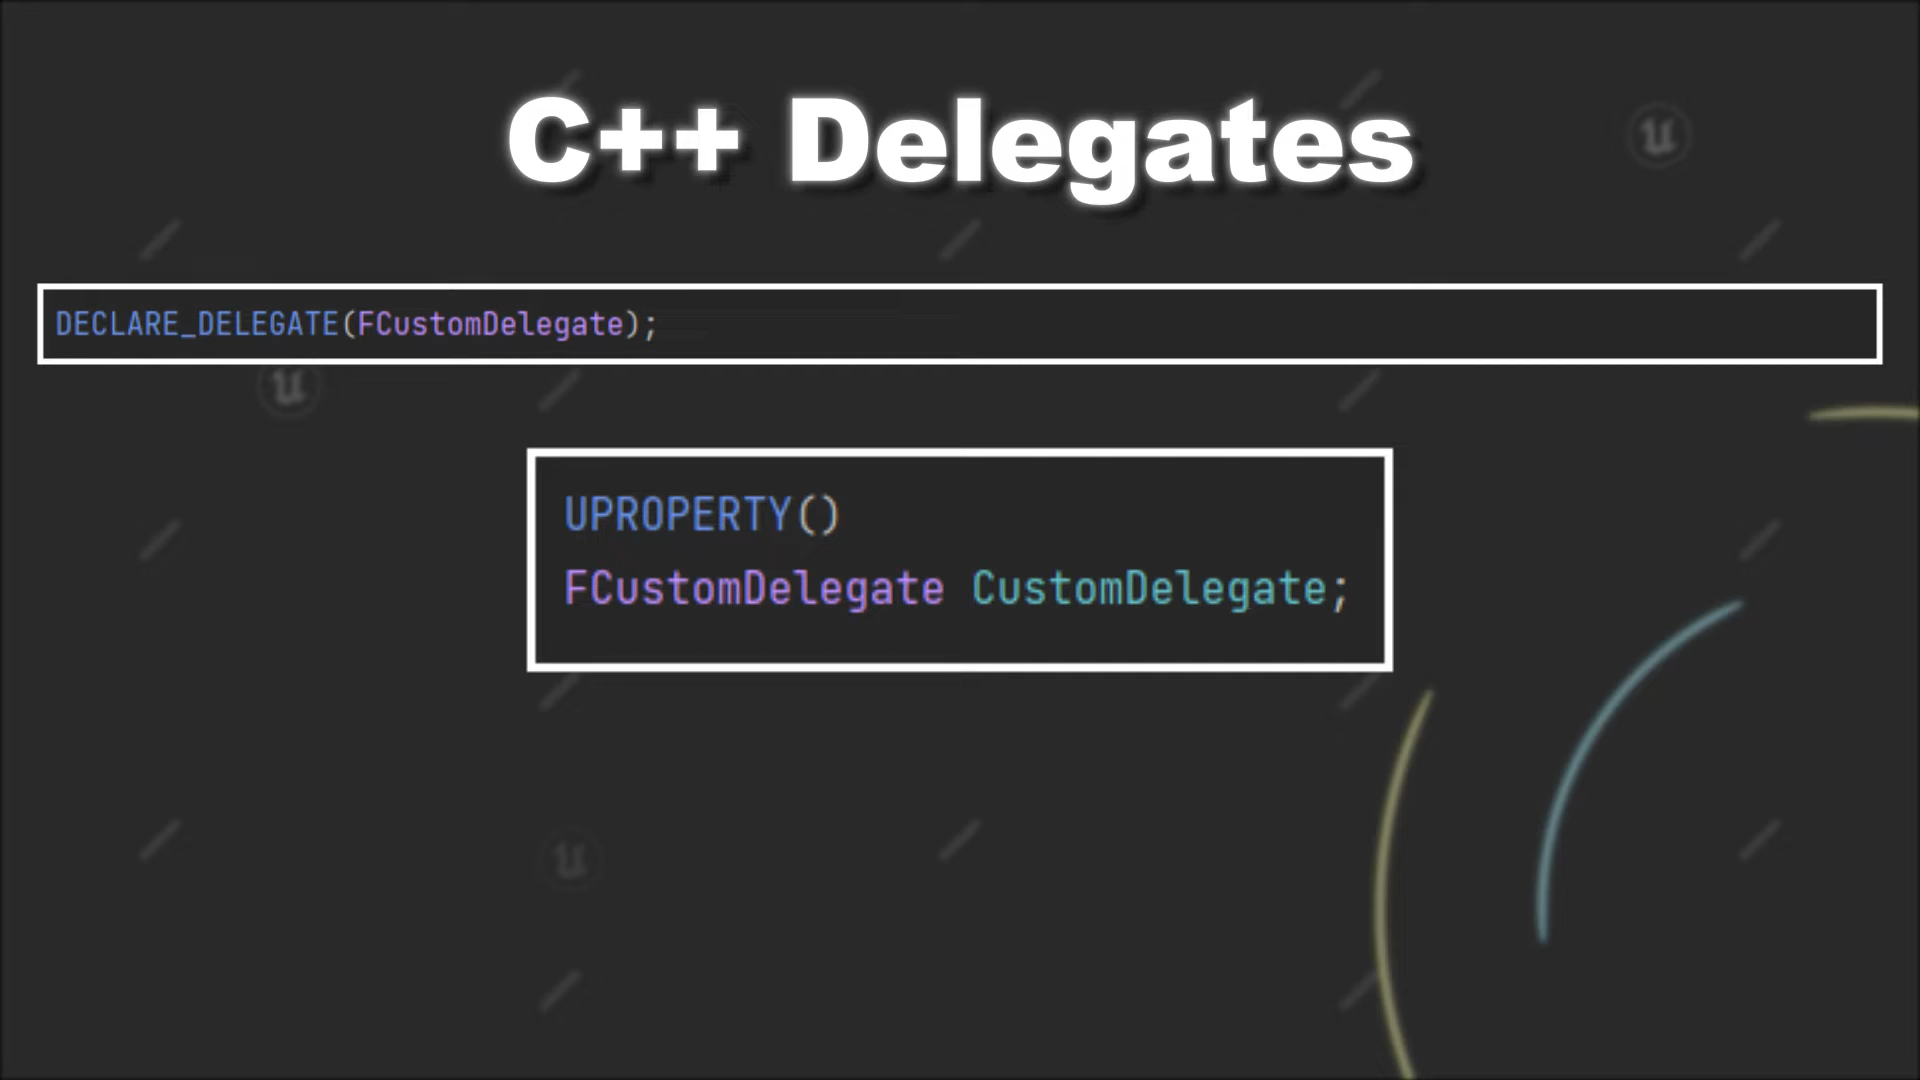 C++ Delegates
DECLARE_DELEGATE(FCustomDelegate);
UPROPERTY()
FCustomDelegate CustomDelegate;